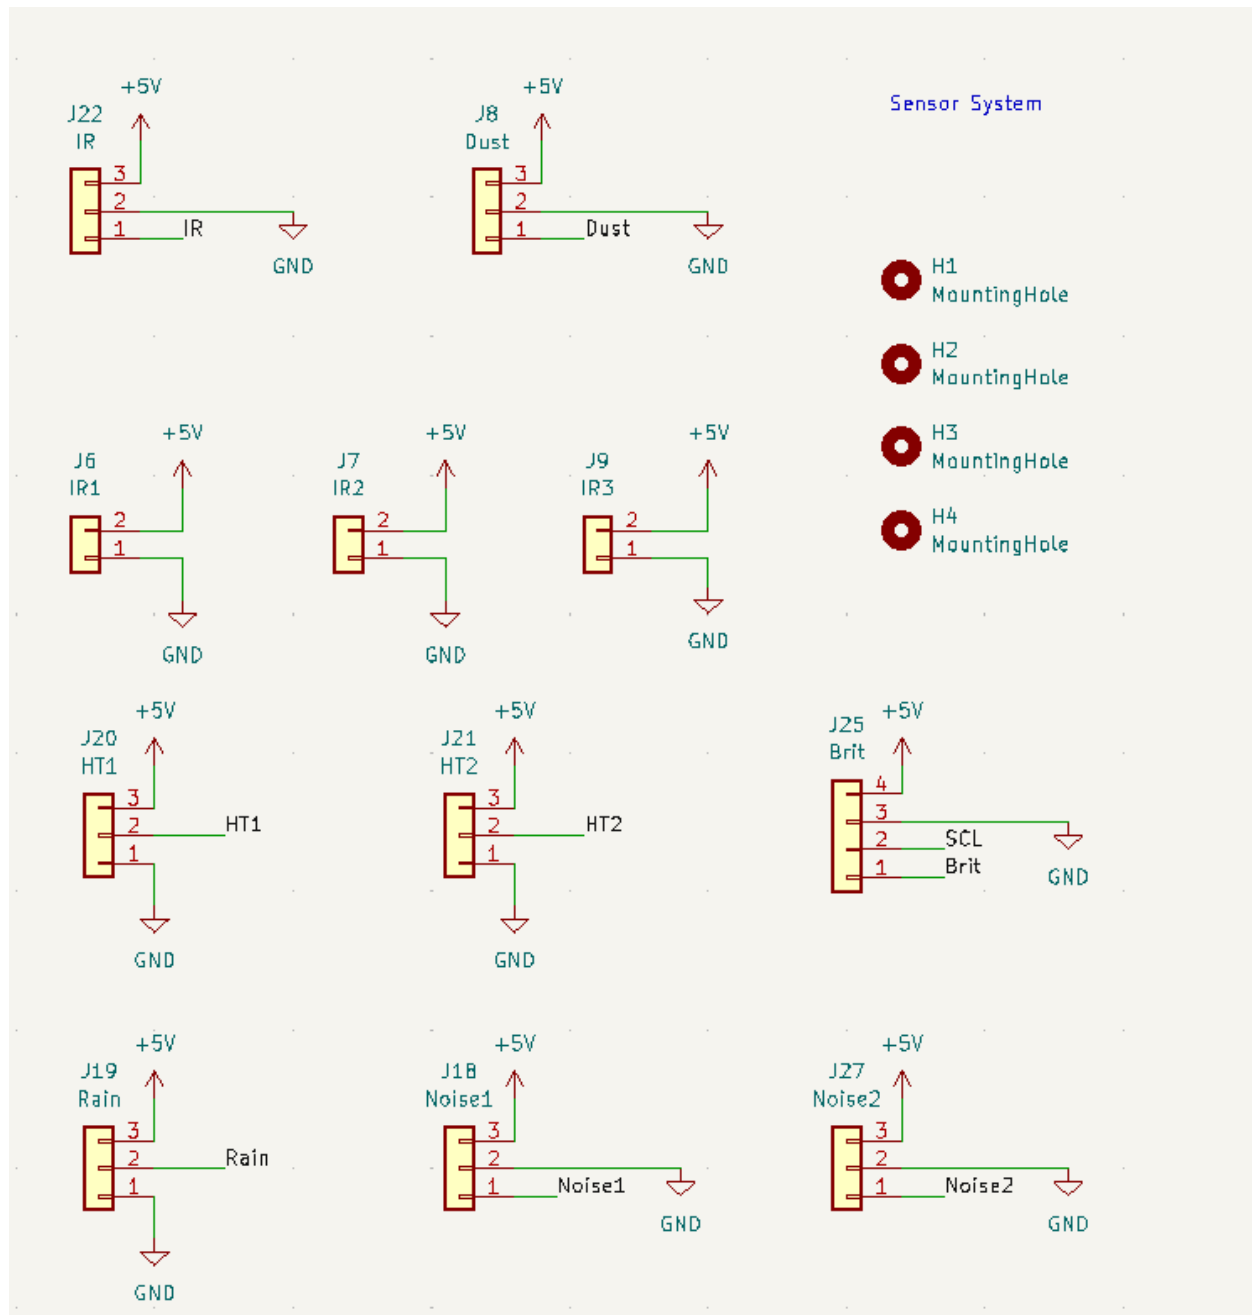 +5V
J22
IR
3
2
1
IR
GND
+5V
J8
Dust
3
2
1
Dust
GND
Sensor System
H1
MountingHole
H2
MountingHole
H3
MountingHole
H4
MountingHole
+5V
J6
IR1
2
1
GND
+5V
J7
IR2
2
1
GND
+5V
J9
IR3
2
1
GND
+5V
J20
HT1
3
2
1
HT1
GND
+5V
J21
HT2
3
2
1
HT2
GND
+5V
J25
Brit
4
3
2
1
SCL
Brit
GND
+5V
J19
Rain
3
2
1
Rain
GND
+5V
J18
Noise1
3
2
1
Noise1
GND
+5V
J27
Noise2
3
2
1
Noise2
GND